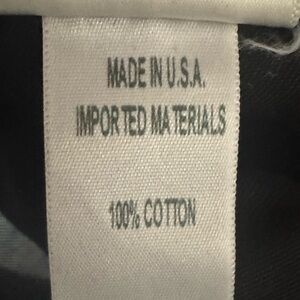 MADE IN U.S.A.
IMPORTED MATERIALS
100% COTTON